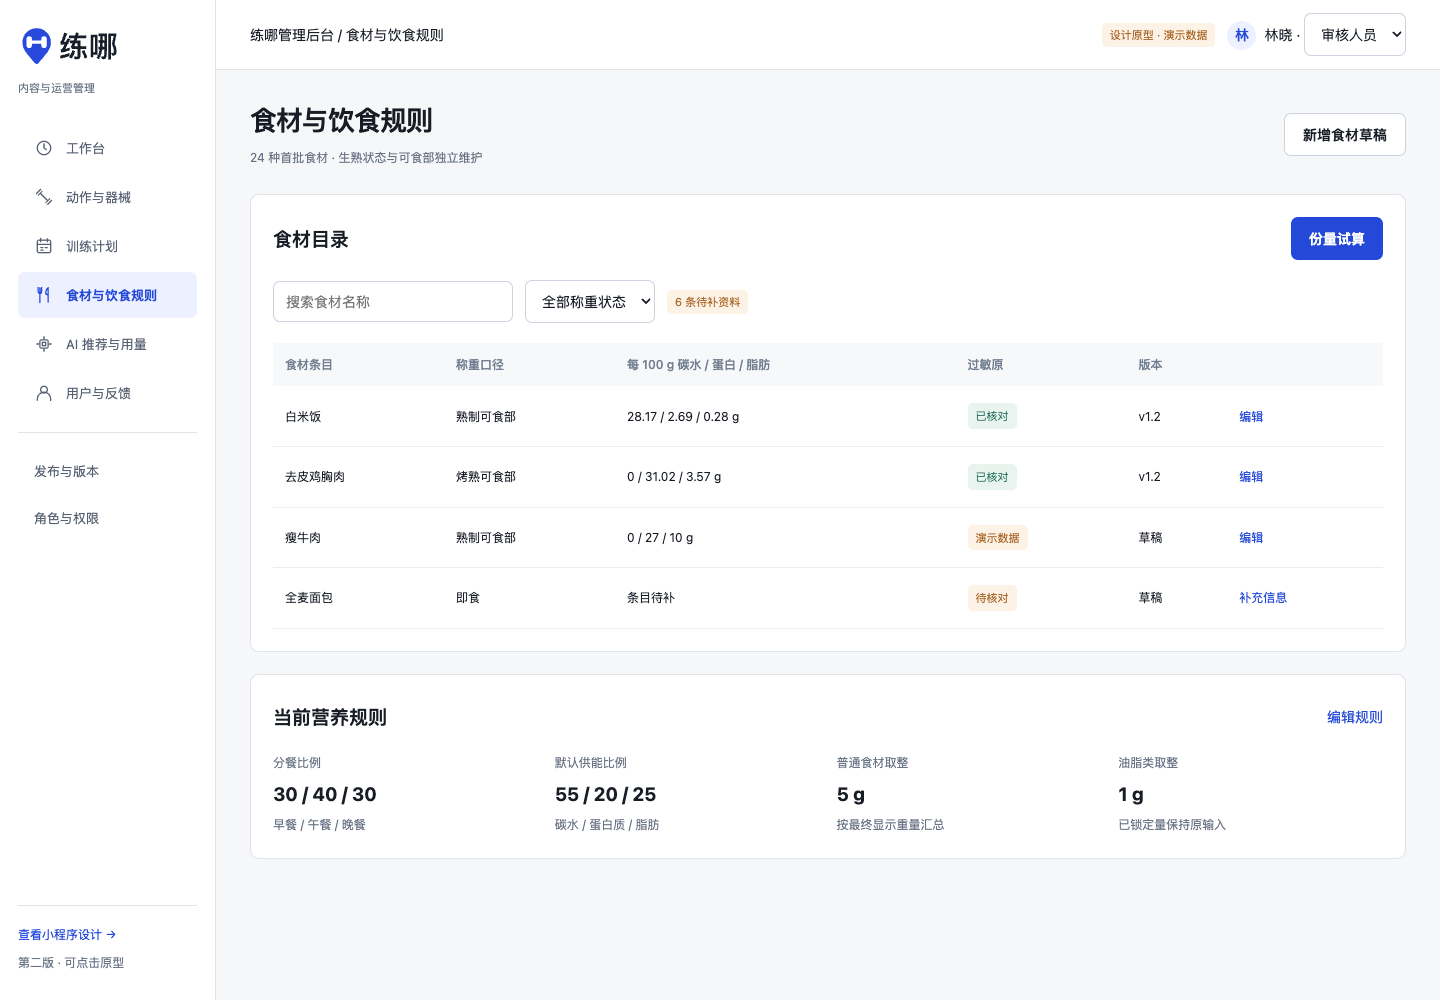 练哪
内容与运营管理
工作台
动作与器械
训练计划
食材与饮食规则
AI 推荐与用量
用户与反馈
发布与版本
角色与权限
查看小程序设计 →
第二版 · 可点击原型
练哪管理后台 / 食材与饮食规则
设计原型 · 演示数据
林 林晓 · 审核人员
食材与饮食规则
24 种首批食材 · 生熟状态与可食部独立维护
新增食材草稿
食材目录
份量试算
搜索食材名称 全部称重状态 6 条待补资料
食材条目 称重口径 每 100 g 碳水 / 蛋白 / 脂肪 过敏原 版本
白米饭 熟制可食部 28.17 / 2.69 / 0.28 g 已核对 v1.2 编辑
去皮鸡胸肉 烤熟可食部 0 / 31.02 / 3.57 g 已核对 v1.2 编辑
瘦牛肉 熟制可食部 0 / 27 / 10 g 演示数据 草稿 编辑
全麦面包 即食 条目待补 待核对 草稿 补充信息
当前营养规则
编辑规则
分餐比例 默认供能比例 普通食材取整 油脂类取整
30 / 40 / 30 55 / 20 / 25 5 g 1 g
早餐 / 午餐 / 晚餐 碳水 / 蛋白质 / 脂肪 按最终显示重量汇总 已锁定量保持原输入